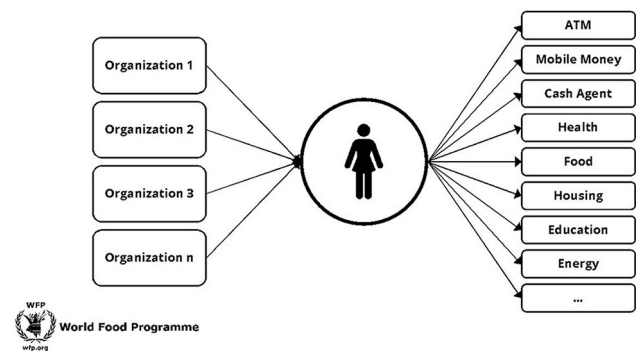 Organization 1
Organization 2
Organization 3
Organization n
ATM
Mobile Money
Cash Agent
Health
Food
Housing
Education
Energy
...
WFP
wfp.org
World Food Programme